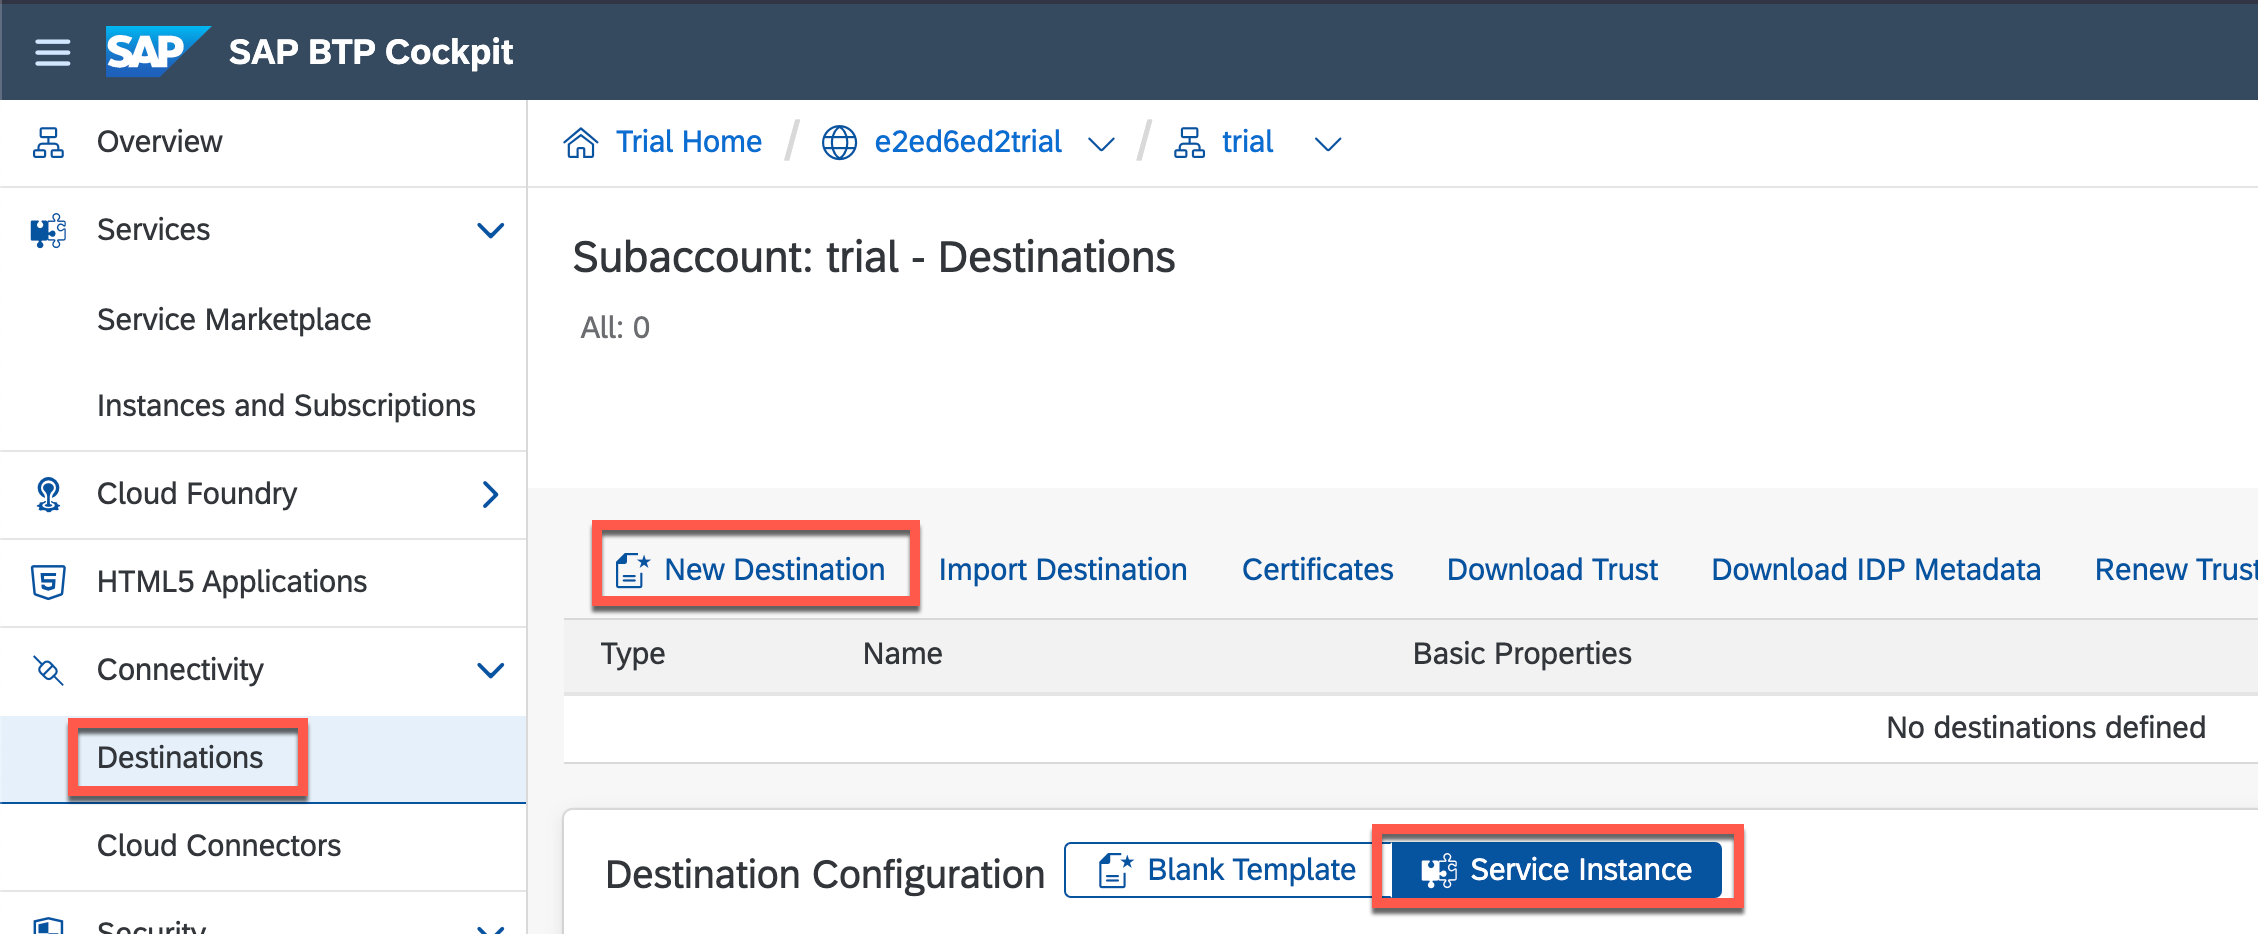 SAP SAP BTP Cockpit
Overview
Services
Service Marketplace
Instances and Subscriptions
Cloud Foundry
HTML5 Applications
Connectivity
Destinations
Cloud Connectors
Security
Trial Home / e2ed6ed2trial / trial
Subaccount: trial - Destinations
All: 0
New Destination Import Destination Certificates Download Trust Download IDP Metadata Renew Trust
Type Name Basic Properties
No destinations defined
Destination Configuration Blank Template Service Instance